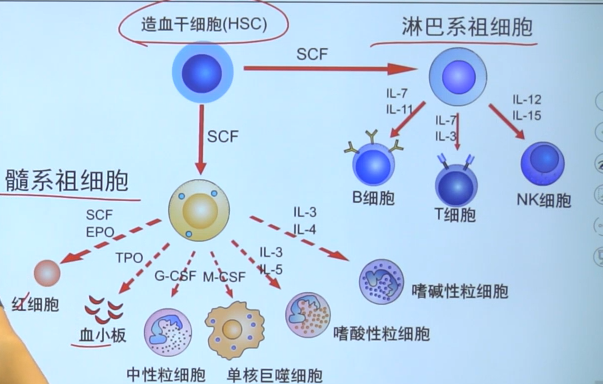 造血干细胞(HSC)
淋巴系祖细胞
SCF
IL-7
IL-11
IL-7
IL-3
IL-12
IL-15
SCF
B细胞
T细胞
NK细胞
髓系祖细胞
SCF
EPO
TPO
G-CSF
M-CSF
IL-3
IL-5
IL-3
IL-4
红细胞
血小板
中性粒细胞
单核巨噬细胞
嗜酸性粒细胞
嗜碱性粒细胞